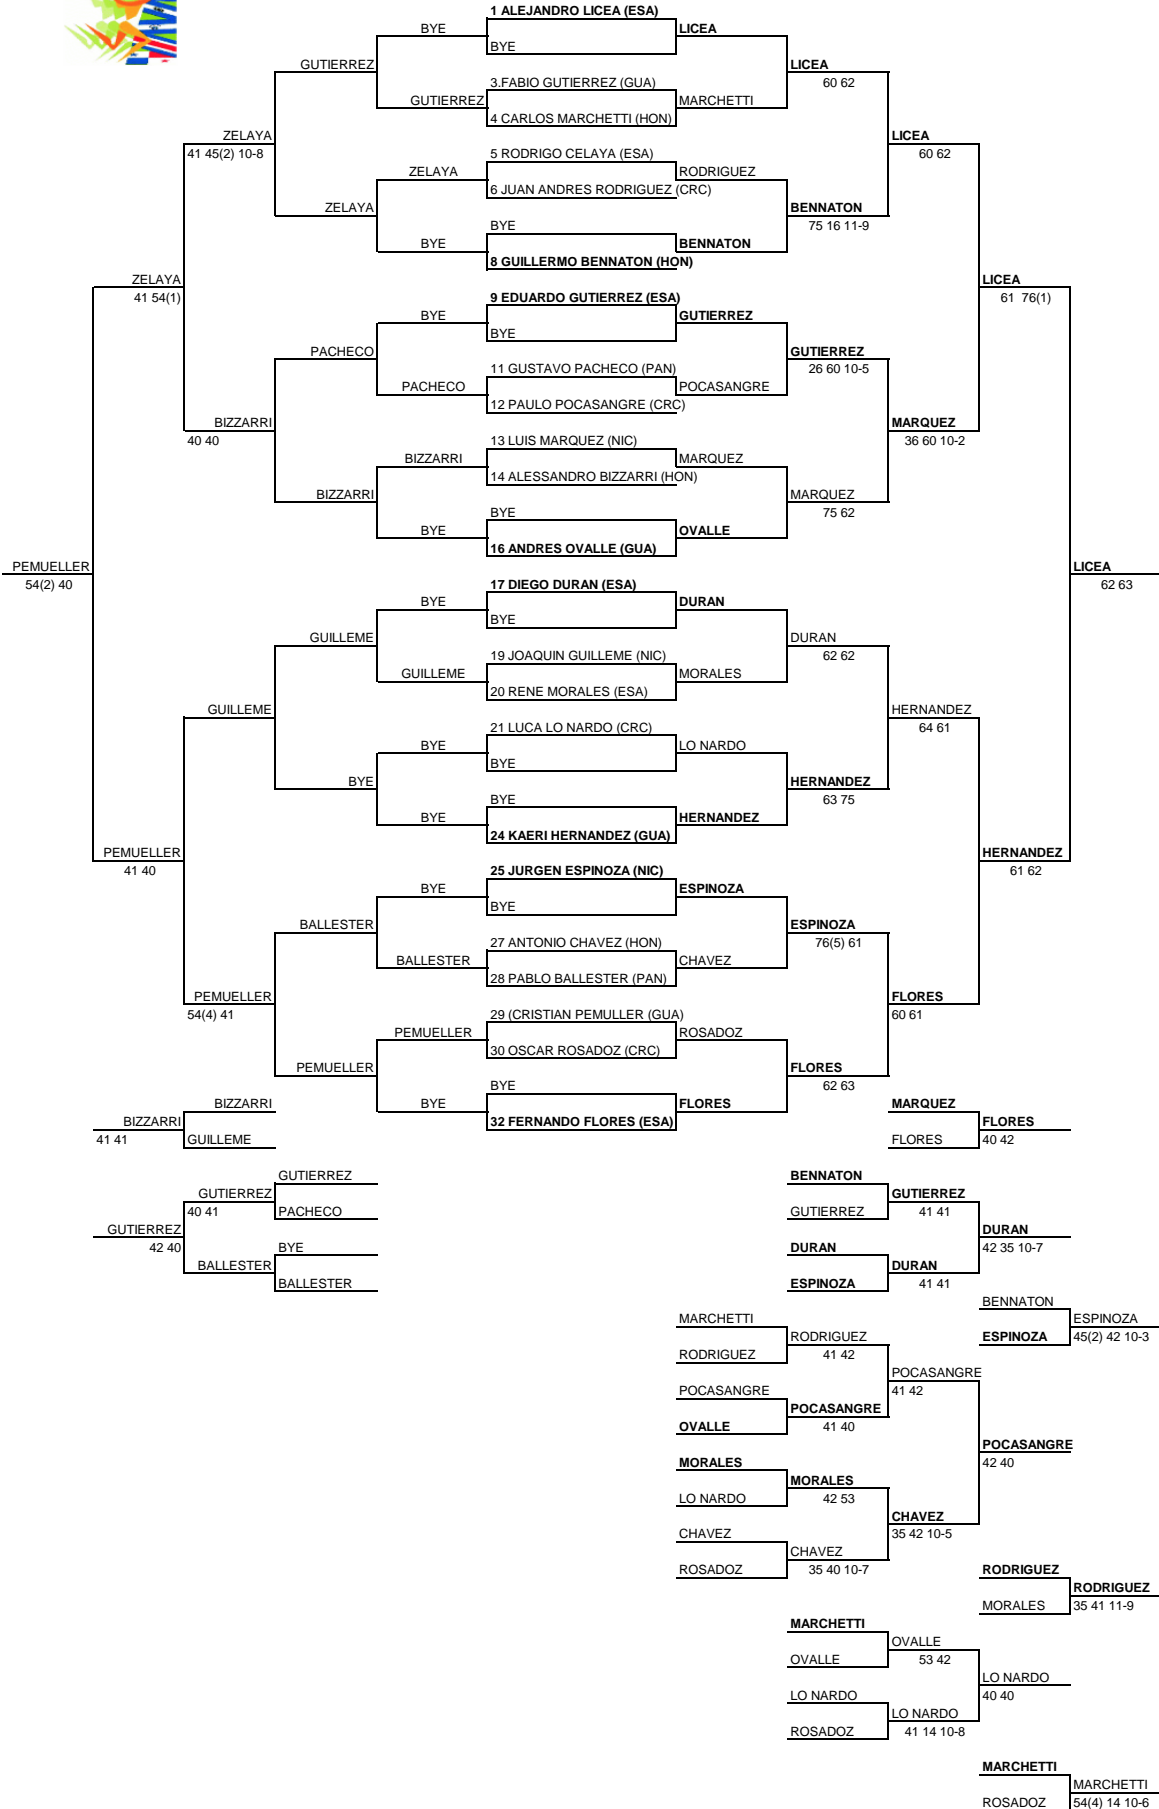 1 ALEJANDRO LICEA (ESA)
BYE LICEA
BYE
GUTIERREZ LICEA
3.FABIO GUTIERREZ (GUA) 60 62
GUTIERREZ MARCHETTI
4 CARLOS MARCHETTI (HON)
ZELAYA LICEA
41 45(2) 10-8 5 RODRIGO CELAYA (ESA) 60 62
ZELAYA RODRIGUEZ
6 JUAN ANDRES RODRIGUEZ (CRC)
ZELAYA BENNATON
BYE 75 16 11-9
BYE BENNATON
8 GUILLERMO BENNATON (HON)
ZELAYA LICEA
41 54(1) 9 EDUARDO GUTIERREZ (ESA) 61 76(1)
BYE GUTIERREZ
BYE
PACHECO GUTIERREZ
11 GUSTAVO PACHECO (PAN) 26 60 10-5
PACHECO POCASANGRE
12 PAULO POCASANGRE (CRC)
BIZZARRI MARQUEZ
40 40 13 LUIS MARQUEZ (NIC) 36 60 10-2
BIZZARRI MARQUEZ
14 ALESSANDRO BIZZARRI (HON)
BIZZARRI MARQUEZ
BYE 75 62
BYE OVALLE
16 ANDRES OVALLE (GUA)
PEMUELLER LICEA
54(2) 40 17 DIEGO DURAN (ESA) 62 63
BYE DURAN
BYE
GUILLEME DURAN
19 JOAQUIN GUILLEME (NIC) 62 62
GUILLEME MORALES
20 RENE MORALES (ESA)
GUILLEME HERNANDEZ
21 LUCA LO NARDO (CRC) 64 61
BYE LO NARDO
BYE
BYE HERNANDEZ
BYE 63 75
BYE HERNANDEZ
24 KAERI HERNANDEZ (GUA)
PEMUELLER HERNANDEZ
41 40 25 JURGEN ESPINOZA (NIC) 61 62
BYE ESPINOZA
BYE
BALLESTER ESPINOZA
27 ANTONIO CHAVEZ (HON) 76(5) 61
BALLESTER CHAVEZ
28 PABLO BALLESTER (PAN)
PEMUELLER FLORES
54(4) 41 29 (CRISTIAN PEMULLER (GUA) 60 61
PEMUELLER ROSADOZ
30 OSCAR ROSADOZ (CRC)
PEMUELLER FLORES
BYE 62 63
BIZZARRI BYE FLORES MARQUEZ
BIZZARRI 32 FERNANDO FLORES (ESA) FLORES
41 41 GUILLEME FLORES 40 42
GUTIERREZ BENNATON
GUTIERREZ GUTIERREZ
40 41 PACHECO GUTIERREZ 41 41
GUTIERREZ DURAN
42 40 BYE DURAN 42 35 10-7
BALLESTER DURAN
BALLESTER ESPINOZA 41 41
BENNATON
MARCHETTI ESPINOZA
RODRIGUEZ ESPINOZA 45(2) 42 10-3
RODRIGUEZ 41 42
POCASANGRE
POCASANGRE 41 42
POCASANGRE
OVALLE 41 40
POCASANGRE
MORALES 42 40
MORALES
LO NARDO 42 53
CHAVEZ
CHAVEZ 35 42 10-5
CHAVEZ
ROSADOZ 35 40 10-7 RODRIGUEZ
RODRIGUEZ
MORALES 35 41 11-9
MARCHETTI
OVALLE
OVALLE 53 42
LO NARDO
LO NARDO 40 40
LO NARDO
ROSADOZ 41 14 10-8
MARCHETTI
MARCHETTI
ROSADOZ 54(4) 14 10-6